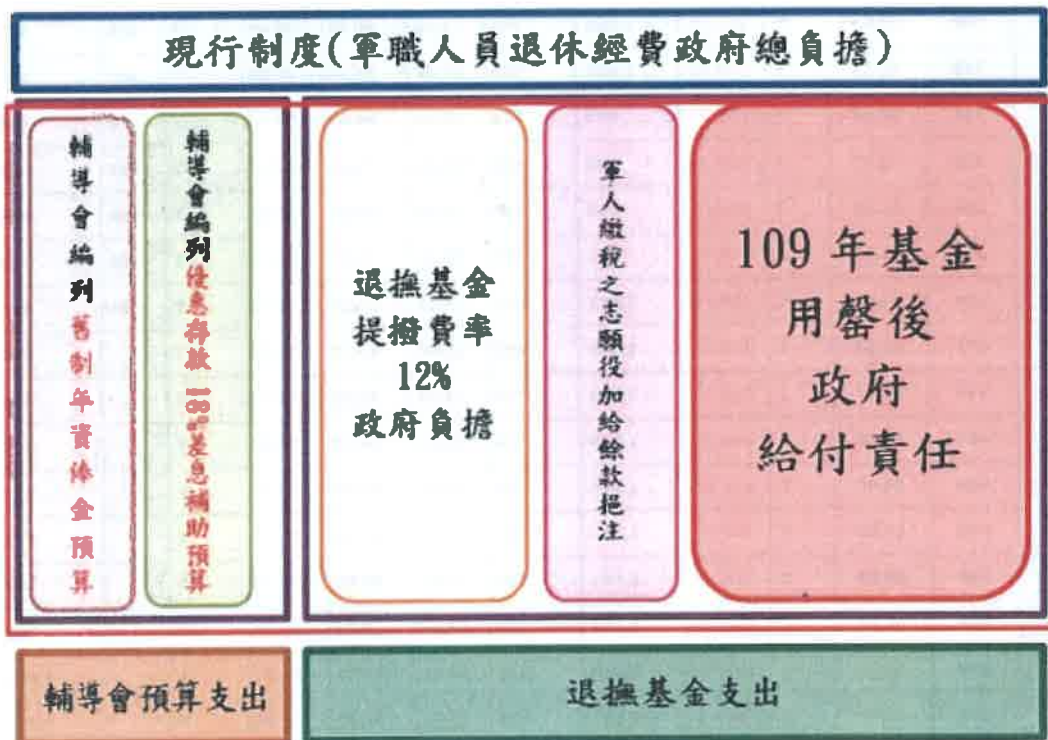 現行制度(軍職人員退休經費政府總負擔)
輔導會編列舊制年資俸金預算
輔導會編列優惠存款 18%差息補助預算
退撫基金
提撥費率
12%
政府負擔
軍人繳稅之志願役加給餘款挹注
109 年基金
用罄後
政府
給付責任
輔導會預算支出
退撫基金支出